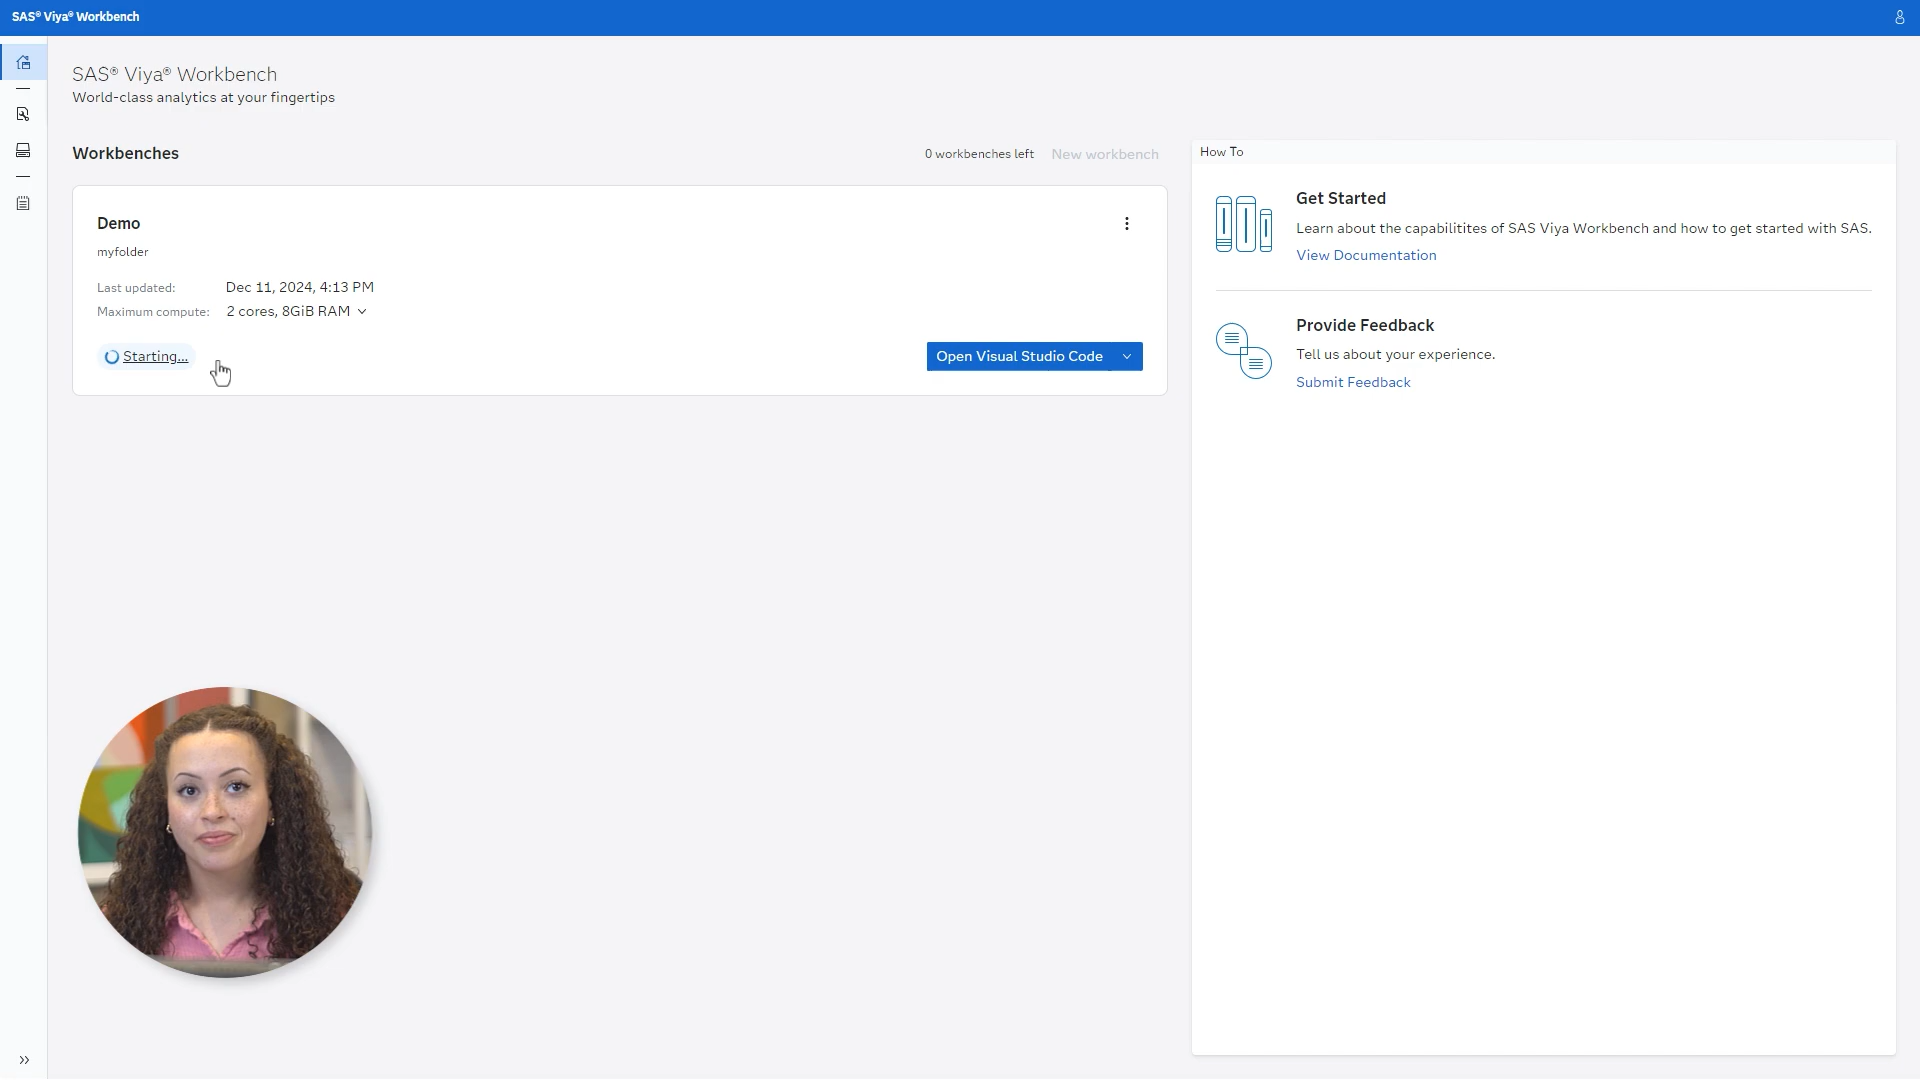 SAS® Viya® Workbench
SAS® Viya® Workbench
World-class analytics at your fingertips
Workbenches
0 workbenches left
New workbench
Demo
myfolder
Last updated: Dec 11, 2024, 4:13 PM
Maximum compute: 2 cores, 8GiB RAM
Starting...
Open Visual Studio Code
How To
Get Started
Learn about the capabilitites of SAS Viya Workbench and how to get started with SAS.
View Documentation
Provide Feedback
Tell us about your experience.
Submit Feedback